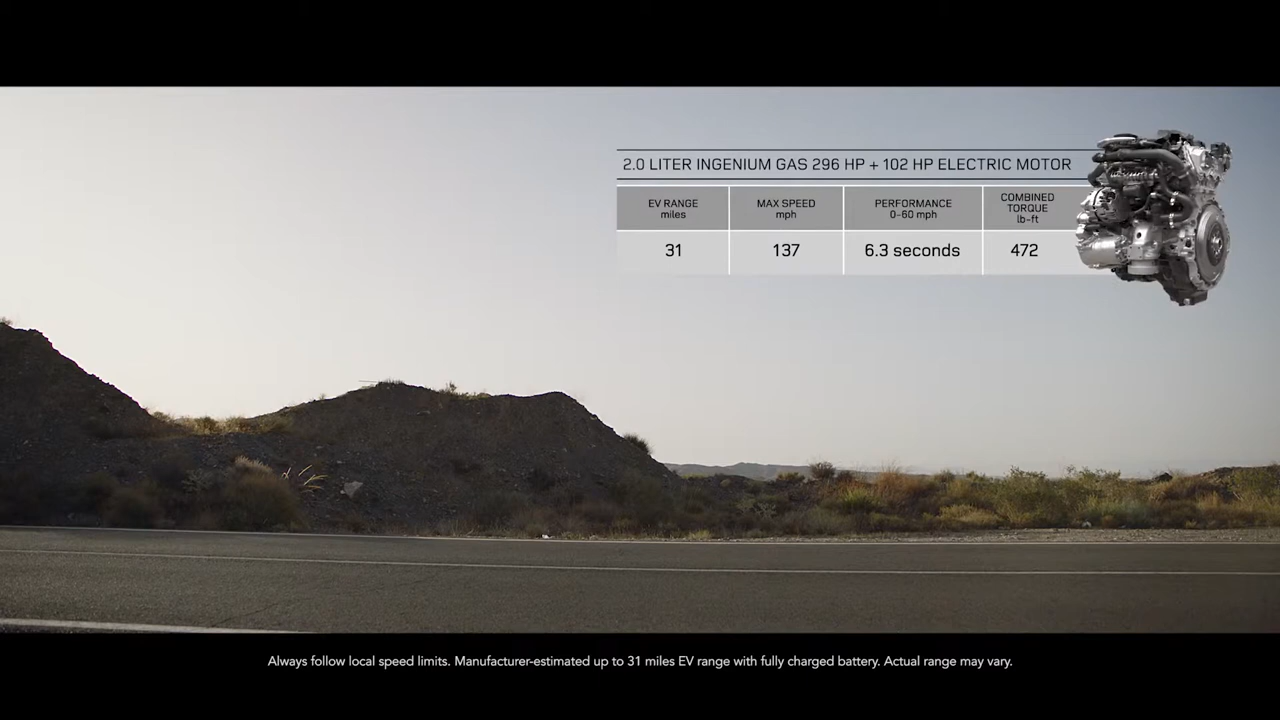 2.0 LITER INGENIUM GAS 296 HP + 102 HP ELECTRIC MOTOR
EV RANGE
miles
MAX SPEED
mph
PERFORMANCE
0-60 mph
COMBINED
TORQUE
lb-ft
31
137
6.3 seconds
472
Always follow local speed limits. Manufacturer-estimated up to 31 miles EV range with fully charged battery. Actual range may vary.